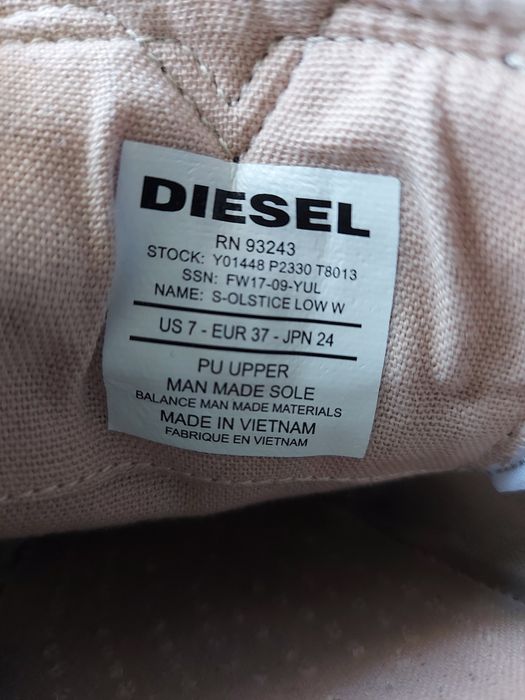 DIESEL
RN 93243
STOCK: Y01448 P2330 T8013
SSN: FW17-09-YUL
NAME: S-OLSTICE LOW W
US 7 - EUR 37 - JPN 24
PU UPPER
MAN MADE SOLE
BALANCE MAN MADE MATERIALS
MADE IN VIETNAM
FABRIQUE EN VIETNAM